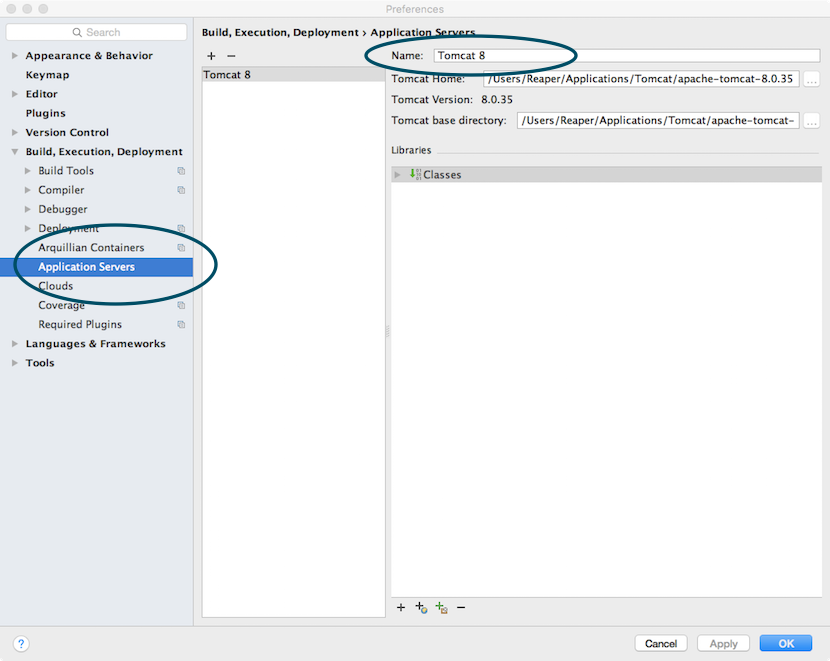 Preferences
Search
Appearance & Behavior
Keymap
Editor
Plugins
Version Control
Build, Execution, Deployment
Build Tools
Compiler
Debugger
Deployment
Arquillian Containers
Application Servers
Clouds
Coverage
Required Plugins
Languages & Frameworks
Tools
Build, Execution, Deployment › Application Servers
+ −
Tomcat 8
Name: Tomcat 8
Tomcat Home: /Users/Reaper/Applications/Tomcat/apache-tomcat-8.0.35 ...
Tomcat Version: 8.0.35
Tomcat base directory: /Users/Reaper/Applications/Tomcat/apache-tomcat- ...
Libraries
Classes
? Cancel Apply OK